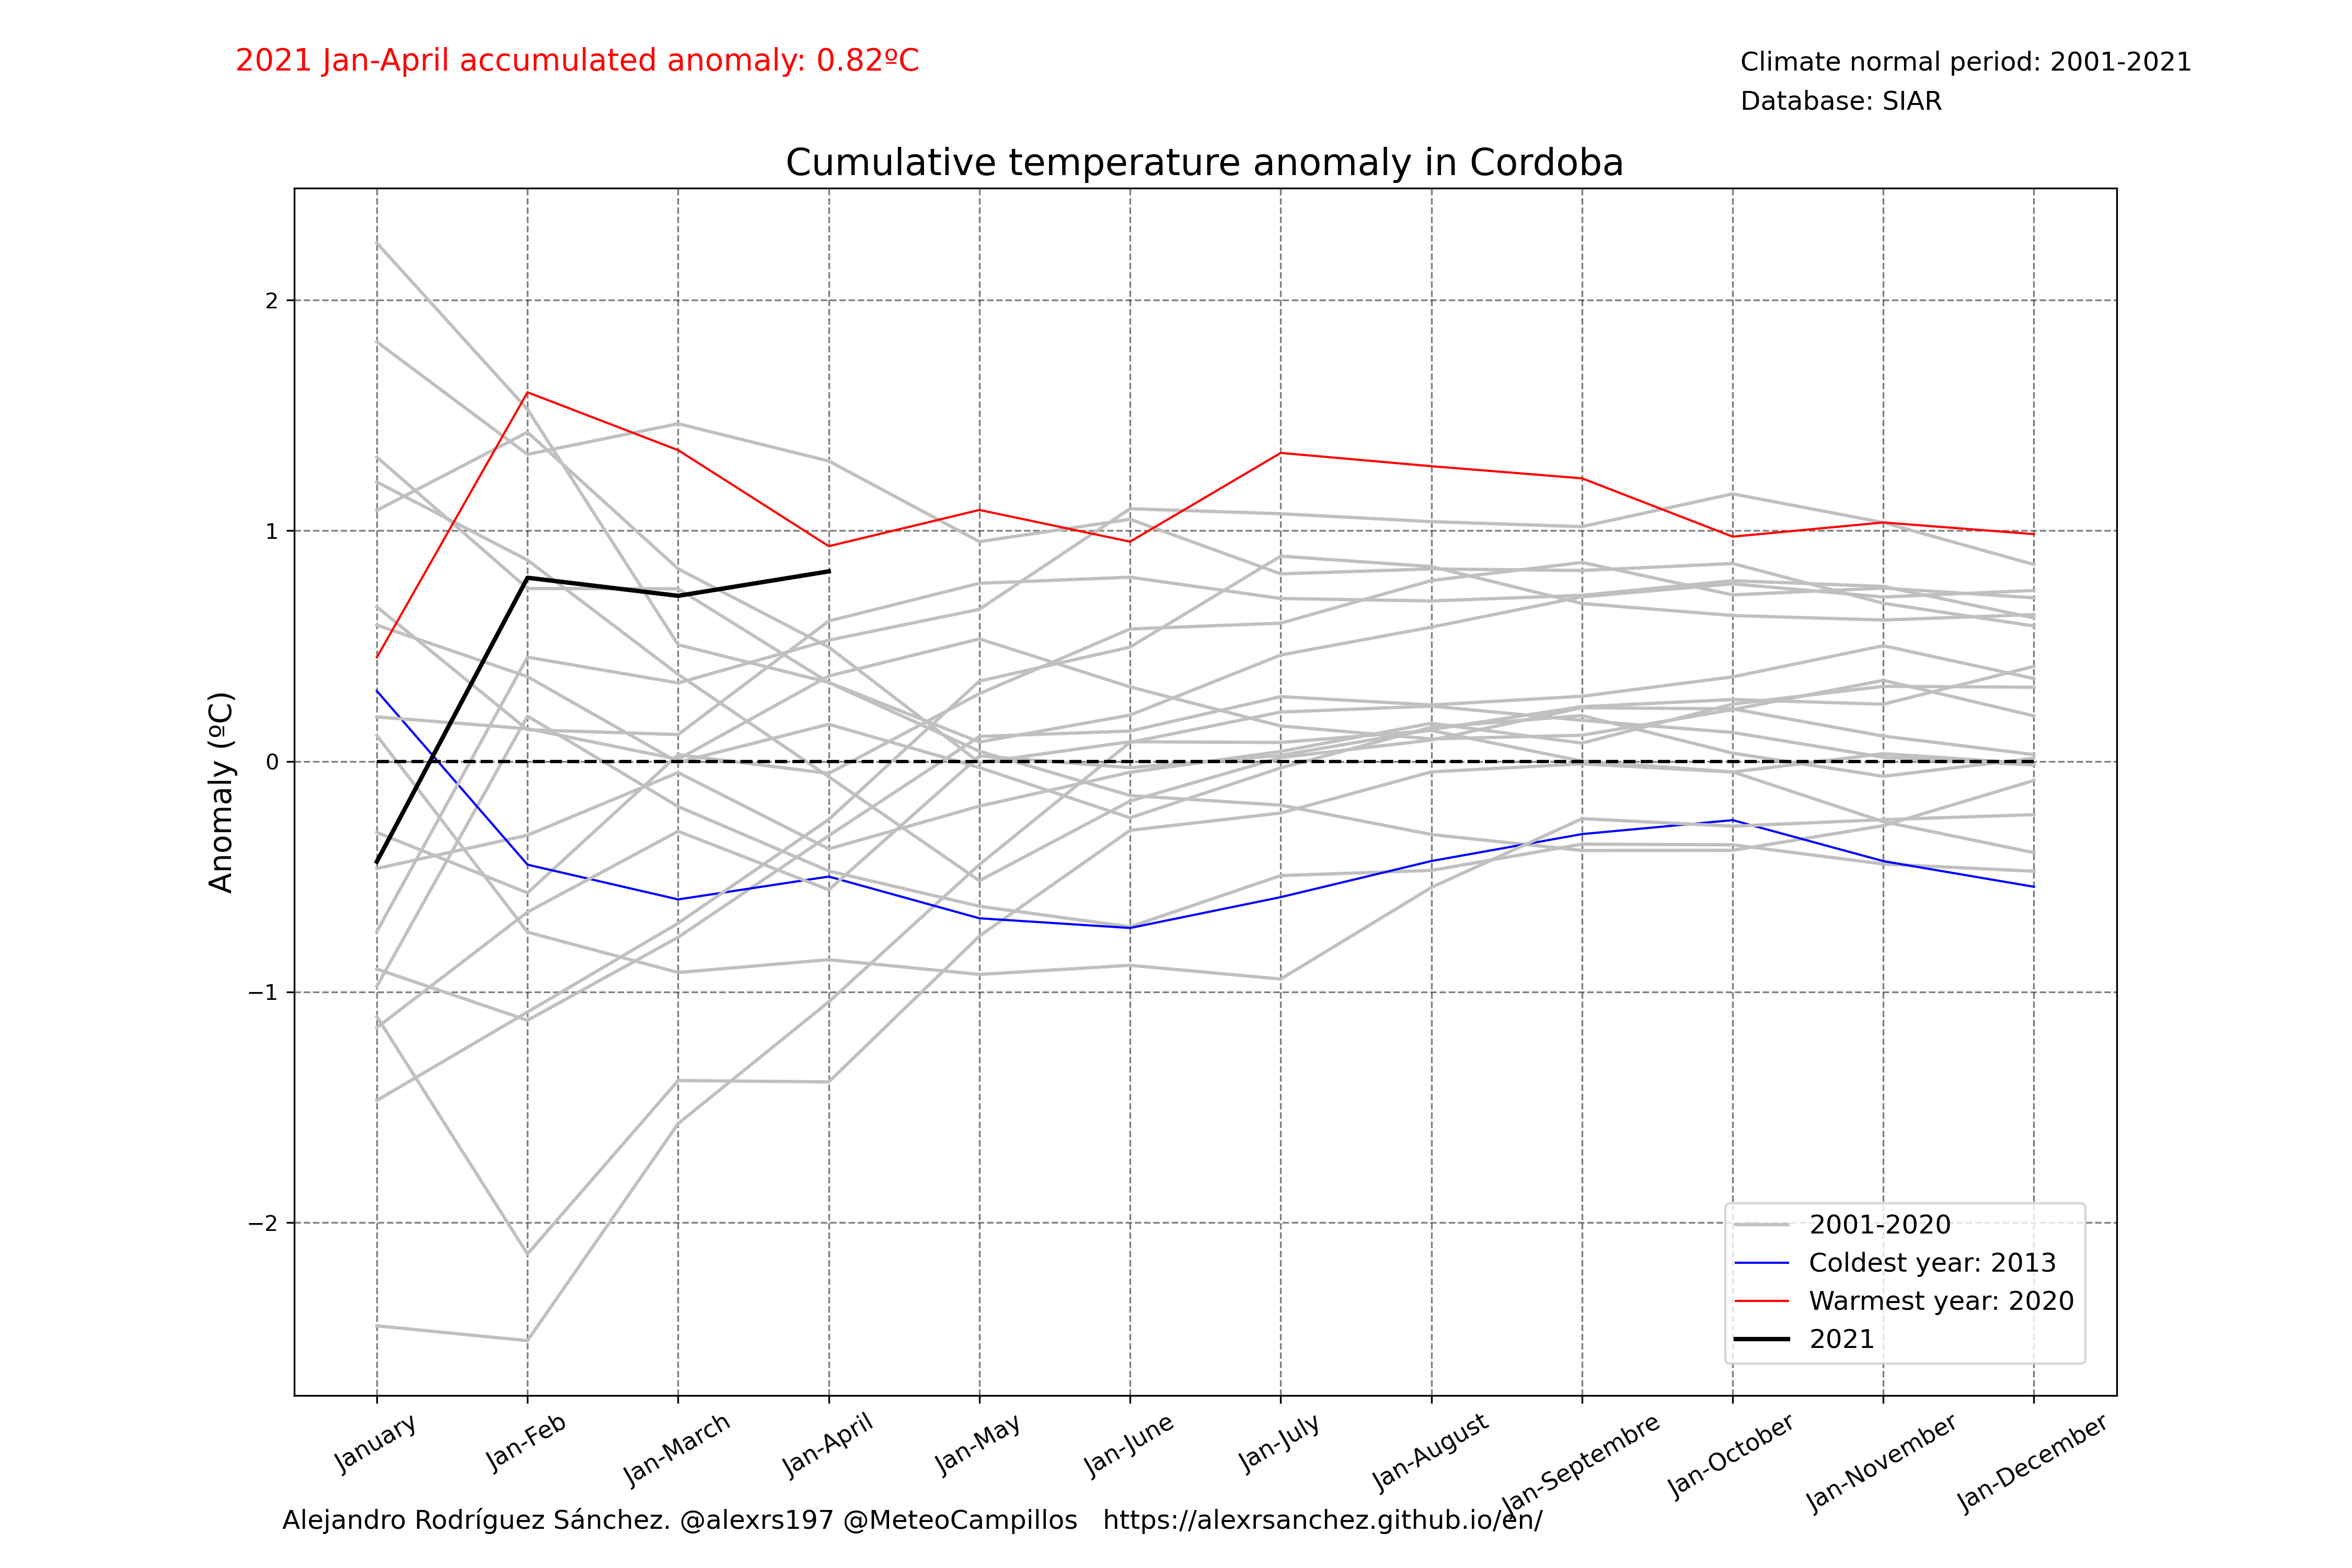 2021 Jan-April accumulated anomaly: 0.82ºC
Climate normal period: 2001-2021
Database: SIAR
Cumulative temperature anomaly in Cordoba
Anomaly (ºC)
2
1
0
−1
−2
January
Jan-Feb
Jan-March
Jan-April
Jan-May
Jan-June
Jan-July
Jan-August
Jan-Septembre
Jan-October
Jan-November
Jan-December
2001-2020
Coldest year: 2013
Warmest year: 2020
2021
Alejandro Rodríguez Sánchez. @alexrs197 @MeteoCampillos https://alexrsanchez.github.io/en/